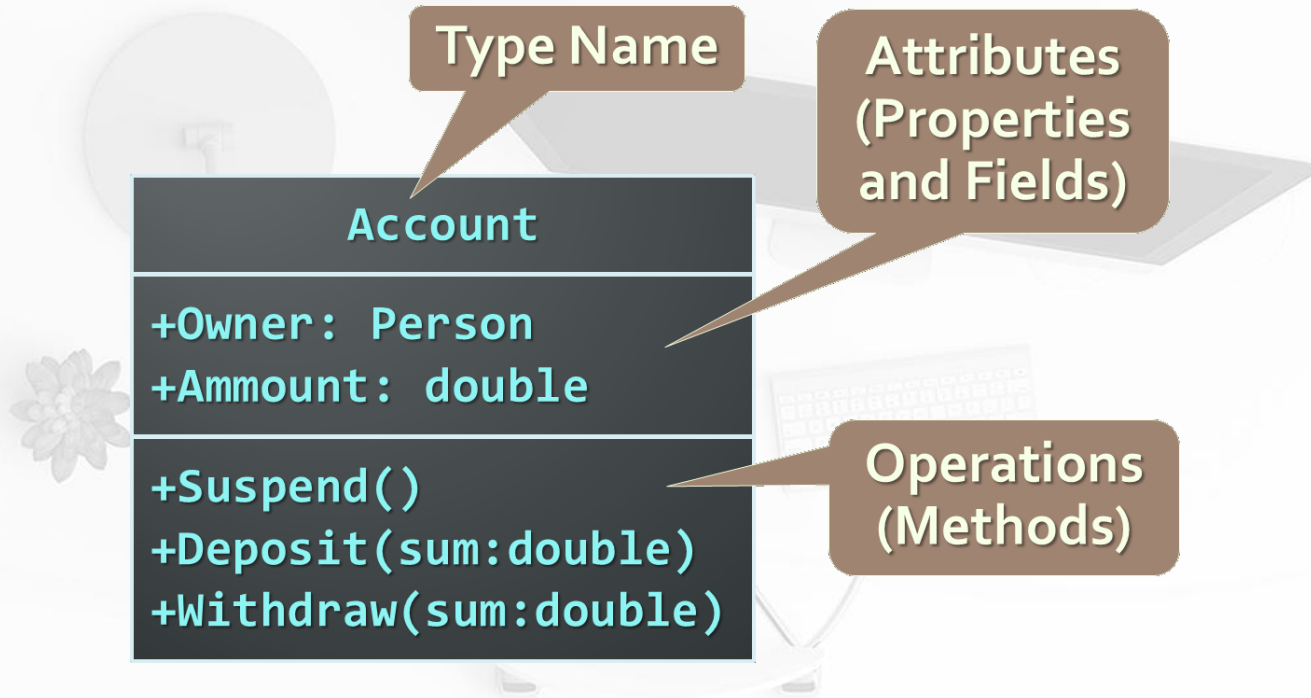 Type Name
Attributes
(Properties
and Fields)
Account
+Owner: Person
+Ammount: double
+Suspend()
+Deposit(sum:double)
+Withdraw(sum:double)
Operations
(Methods)